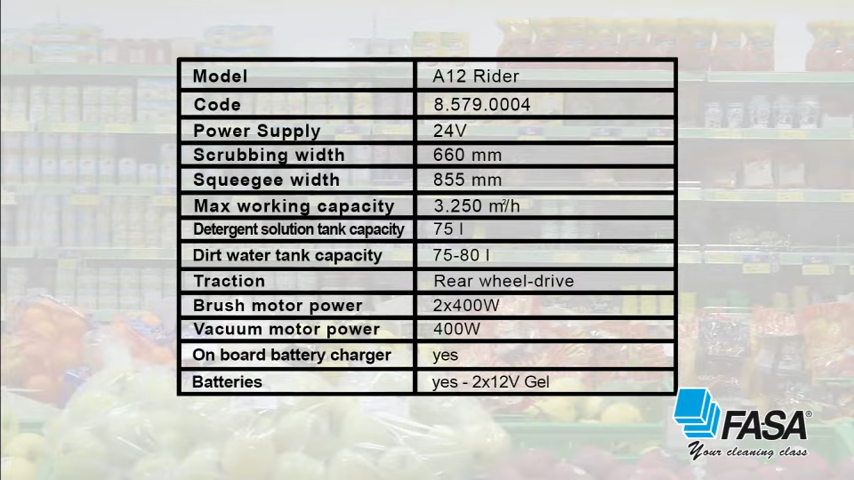 Model A12 Rider
Code 8.579.0004
Power Supply 24V
Scrubbing width 660 mm
Squeegee width 855 mm
Max working capacity 3.250 m²/h
Detergent solution tank capacity 75 l
Dirt water tank capacity 75-80 l
Traction Rear wheel-drive
Brush motor power 2x400W
Vacuum motor power 400W
On board battery charger yes
Batteries yes - 2x12V Gel
FASA®
Your cleaning class